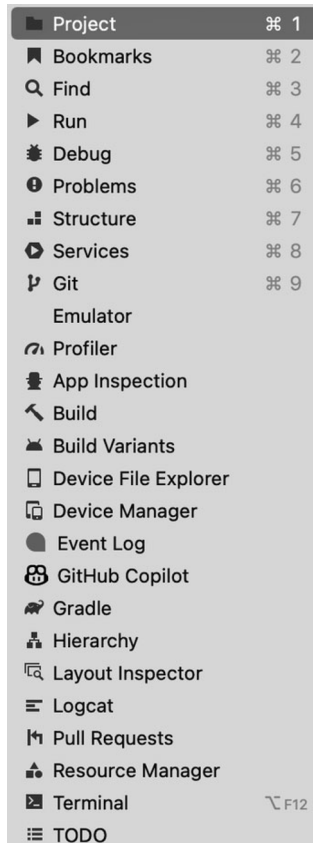 Project ⌘ 1
Bookmarks ⌘ 2
Find ⌘ 3
Run ⌘ 4
Debug ⌘ 5
Problems ⌘ 6
Structure ⌘ 7
Services ⌘ 8
Git ⌘ 9
Emulator
Profiler
App Inspection
Build
Build Variants
Device File Explorer
Device Manager
Event Log
GitHub Copilot
Gradle
Hierarchy
Layout Inspector
Logcat
Pull Requests
Resource Manager
Terminal ⌥ F12
TODO